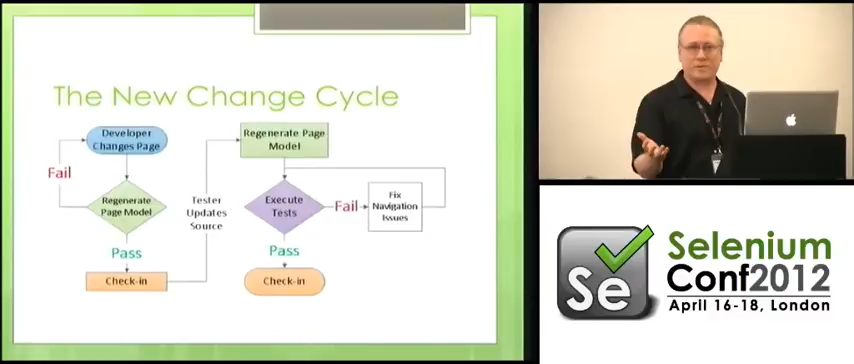 The New Change Cycle
Developer
Changes Page
Fail
Regenerate
Page Model
Pass
Check-in
Tester
Updates
Source
Regenerate Page
Model
Execute
Tests
Fail
Fix
Navigation
Issues
Pass
Check-in
Se
Selenium
Conf2012
April 16-18, London